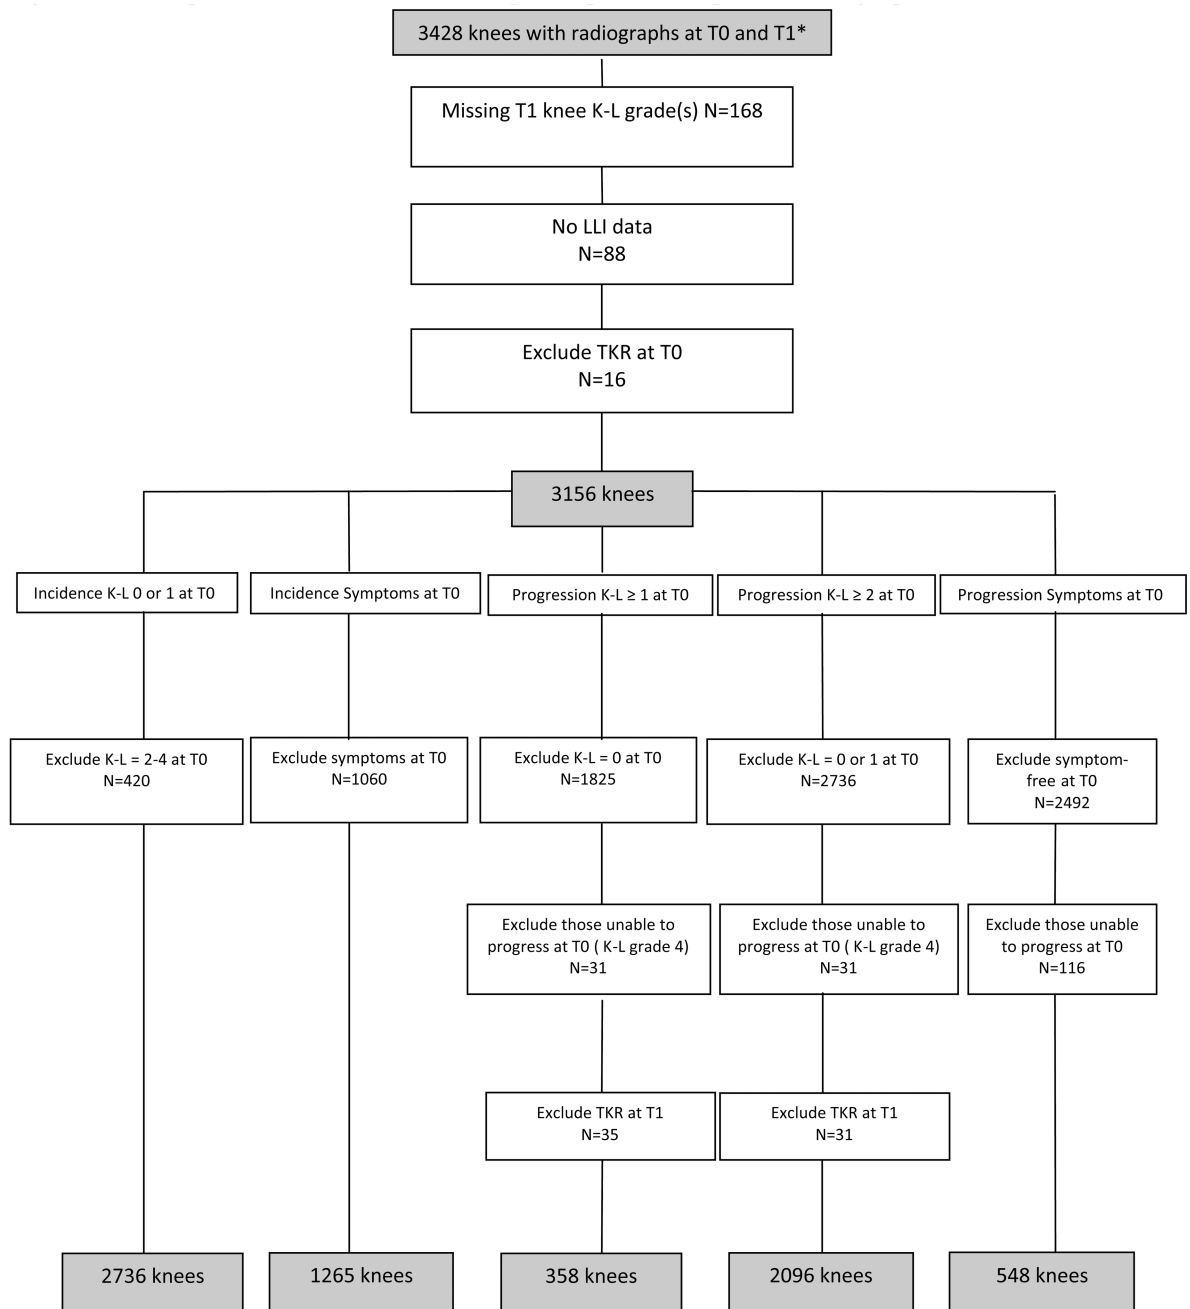 3428 knees with radiographs at T0 and T1*
Missing T1 knee K-L grade(s) N=168
No LLI data
N=88
Exclude TKR at T0
N=16
3156 knees
Incidence K-L 0 or 1 at T0
Incidence Symptoms at T0
Progression K-L ≥ 1 at T0
Progression K-L ≥ 2 at T0
Progression Symptoms at T0
Exclude K-L = 2-4 at T0
N=420
Exclude symptoms at T0
N=1060
Exclude K-L = 0 at T0
N=1825
Exclude K-L = 0 or 1 at T0
N=2736
Exclude symptom-
free at T0
N=2492
Exclude those unable to
progress at T0 ( K-L grade 4)
N=31
Exclude those unable to
progress at T0 ( K-L grade 4)
N=31
Exclude those unable
to progress at T0
N=116
Exclude TKR at T1
N=35
Exclude TKR at T1
N=31
2736 knees
1265 knees
358 knees
2096 knees
548 knees